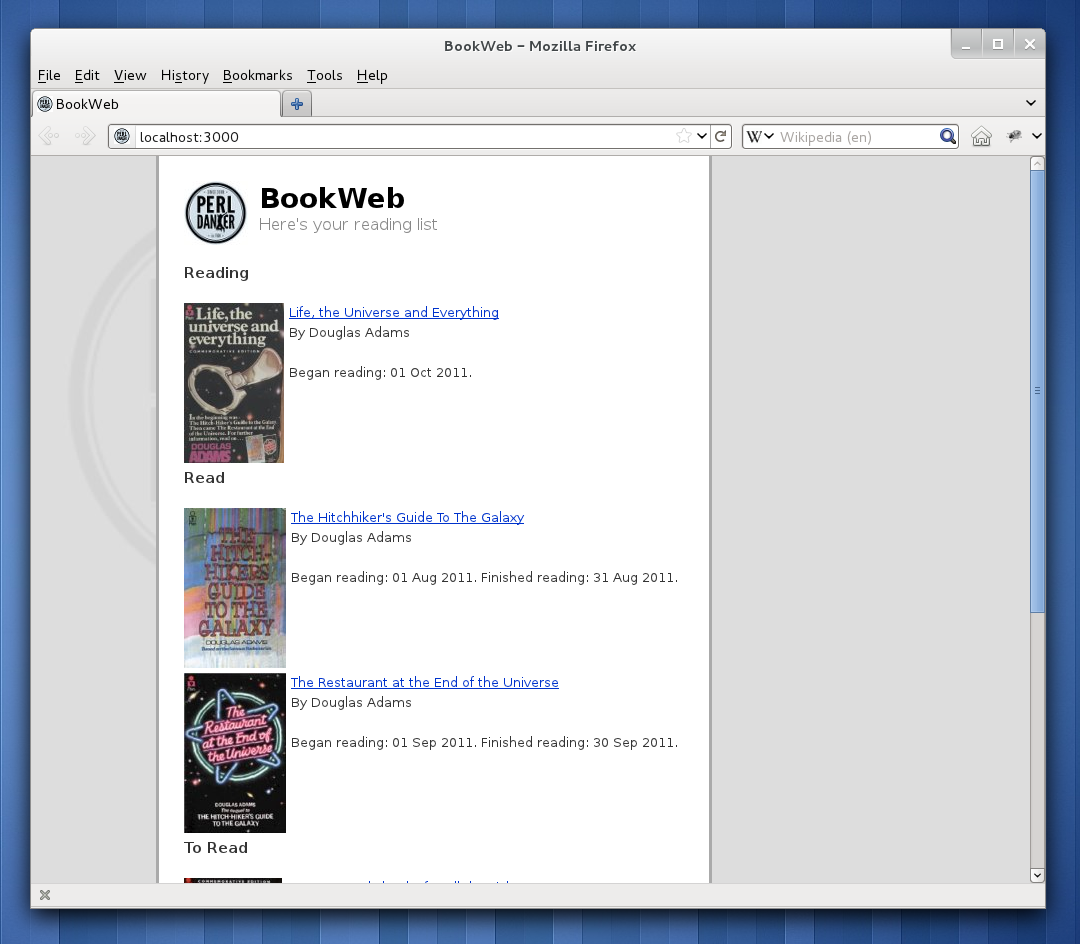 BookWeb – Mozilla Firefox
File Edit View History Bookmarks Tools Help
BookWeb
localhost:3000
W Wikipedia (en)
PERL
DANCER
BookWeb
Here's your reading list
Reading
Life, the
universe and
everything
COMMEMORATIVE EDITION
In the beginning was
The Hitch-Hiker's Guide to the Galaxy.
Then came The Restaurant at the End
of the Universe. For further
information, read on...
DOUGLAS
ADAMS
Life, the Universe and Everything
By Douglas Adams
Began reading: 01 Oct 2011.
Read
THE
HITCH-
HIKERS
GUIDE
TO THE
GALAXY
DOUGLAS ADAMS
The Hitchhiker's Guide To The Galaxy
By Douglas Adams
Began reading: 01 Aug 2011. Finished reading: 31 Aug 2011.
The
Restaurant
at the End of
the Universe
DOUGLAS ADAMS
The sequel to
THE HITCH-HIKER'S GUIDE
TO THE GALAXY
The Restaurant at the End of the Universe
By Douglas Adams
Began reading: 01 Sep 2011. Finished reading: 30 Sep 2011.
To Read
COMMEMORATIVE EDITION